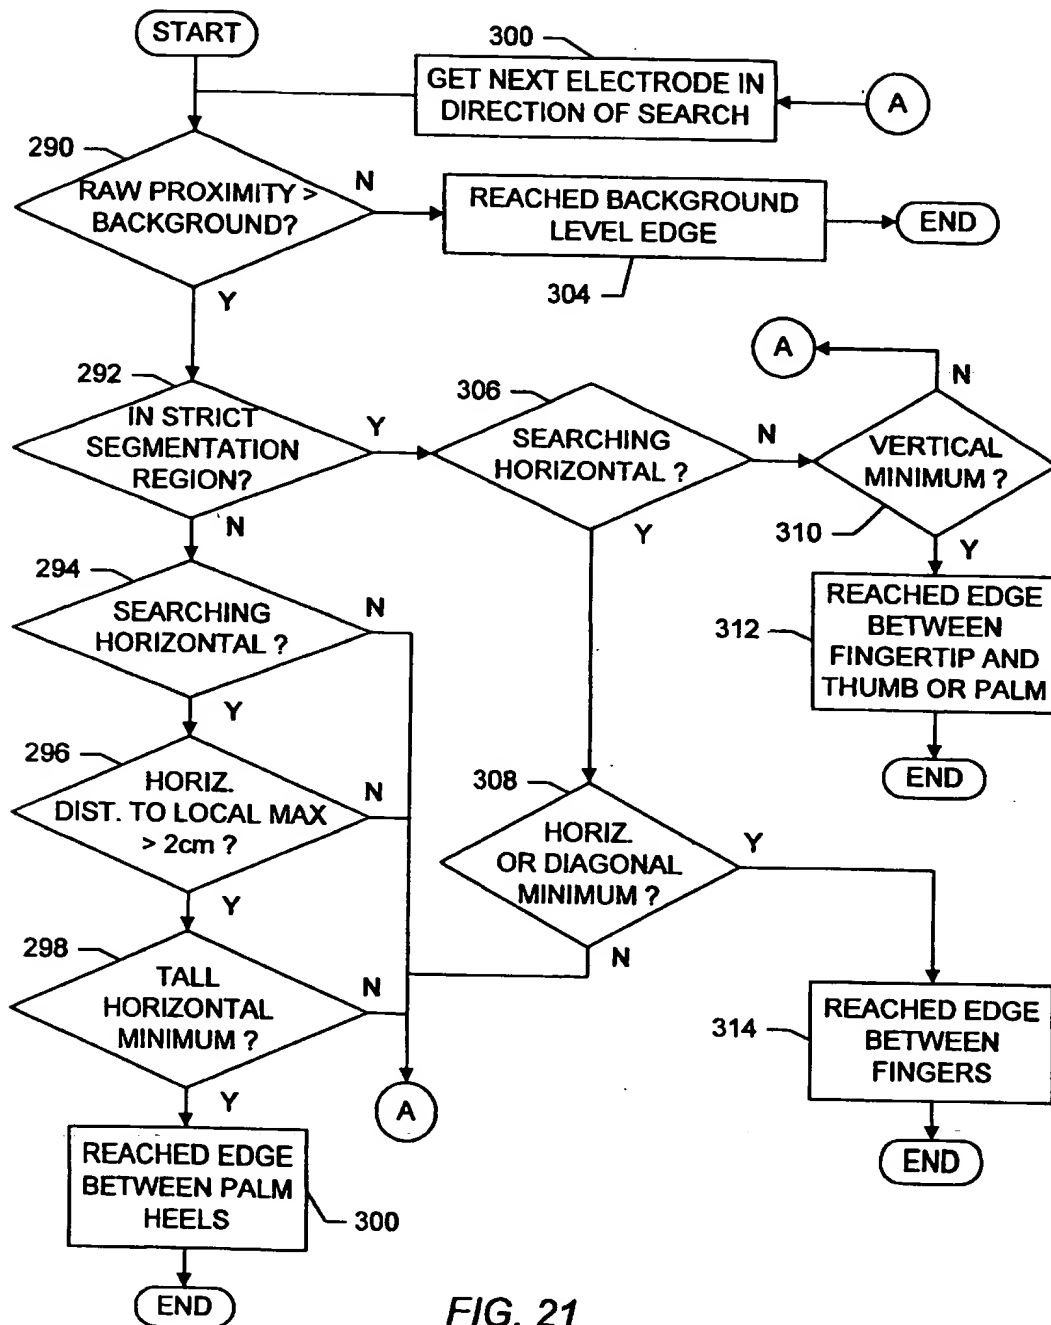 START
300
GET NEXT ELECTRODE IN
DIRECTION OF SEARCH
A
290
RAW PROXIMITY >
BACKGROUND?
N
Y
REACHED BACKGROUND
LEVEL EDGE
304
END
292
IN STRICT
SEGMENTATION
REGION?
Y
N
306
SEARCHING
HORIZONTAL ?
N
Y
A
N
VERTICAL
MINIMUM ?
310
Y
312
REACHED EDGE
BETWEEN
FINGERTIP AND
THUMB OR PALM
END
294
SEARCHING
HORIZONTAL ?
N
Y
296
HORIZ.
DIST. TO LOCAL MAX
> 2cm ?
N
Y
308
HORIZ.
OR DIAGONAL
MINIMUM ?
Y
N
298
TALL
HORIZONTAL
MINIMUM ?
N
Y
A
314
REACHED EDGE
BETWEEN
FINGERS
END
REACHED EDGE
BETWEEN PALM
HEELS
300
END
FIG. 21